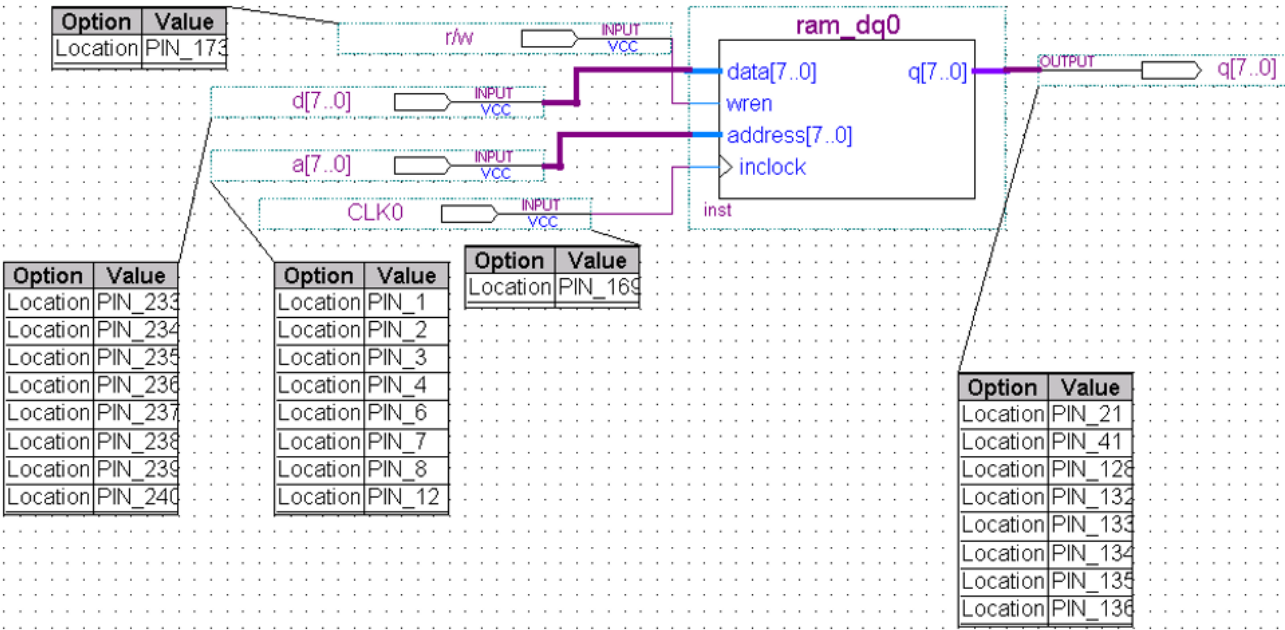 Option Value
Location PIN_173
r/w INPUT VCC
ram_dq0
data[7..0] q[7..0]
wren
address[7..0]
inclock
inst
OUTPUT q[7..0]
d[7..0] INPUT VCC
a[7..0] INPUT VCC
CLK0 INPUT VCC
Option Value
Location PIN_169
Option Value
Location PIN_233
Location PIN_234
Location PIN_235
Location PIN_236
Location PIN_237
Location PIN_238
Location PIN_239
Location PIN_240
Option Value
Location PIN_1
Location PIN_2
Location PIN_3
Location PIN_4
Location PIN_6
Location PIN_7
Location PIN_8
Location PIN_12
Option Value
Location PIN_21
Location PIN_41
Location PIN_128
Location PIN_132
Location PIN_133
Location PIN_134
Location PIN_135
Location PIN_136